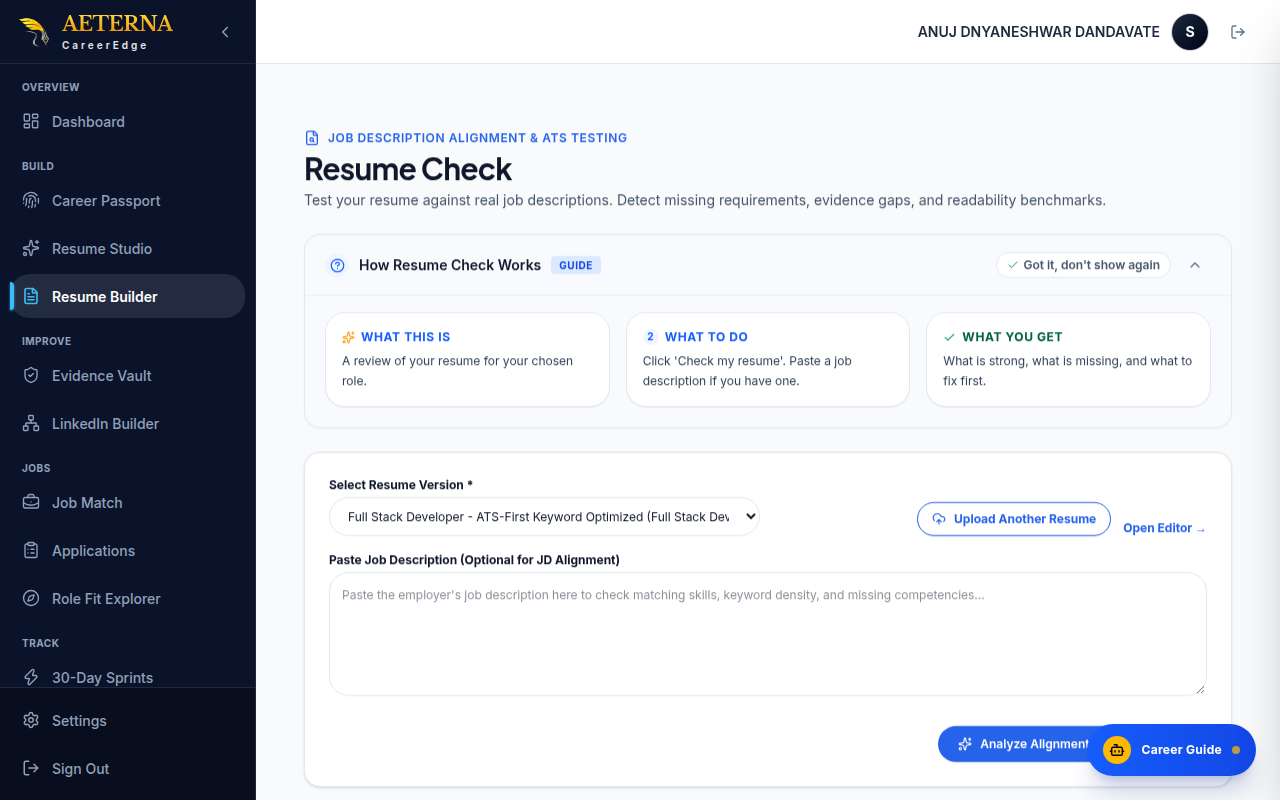 AETERNA
CareerEdge
OVERVIEW
Dashboard
BUILD
Career Passport
Resume Studio
Resume Builder
IMPROVE
Evidence Vault
LinkedIn Builder
JOBS
Job Match
Applications
Role Fit Explorer
TRACK
30-Day Sprints
Settings
Sign Out
ANUJ DNYANESHWAR DANDAVATE
S
JOB DESCRIPTION ALIGNMENT & ATS TESTING
Resume Check
Test your resume against real job descriptions. Detect missing requirements, evidence gaps, and readability benchmarks.
How Resume Check Works
GUIDE
Got it, don't show again
WHAT THIS IS
A review of your resume for your chosen
role.
2 WHAT TO DO
Click 'Check my resume'. Paste a job
description if you have one.
WHAT YOU GET
What is strong, what is missing, and what to
fix first.
Select Resume Version *
Full Stack Developer - ATS-First Keyword Optimized (Full Stack Dev
Upload Another Resume
Open Editor →
Paste Job Description (Optional for JD Alignment)
Paste the employer's job description here to check matching skills, keyword density, and missing competencies...
Analyze Alignment
Career Guide